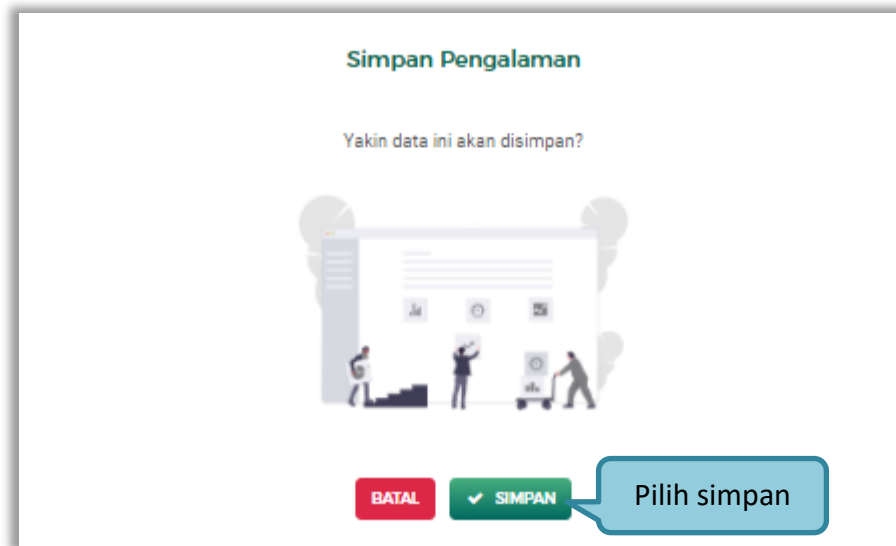 Simpan Pengalaman
Yakin data ini akan disimpan?
BATAL
SIMPAN
Pilih simpan